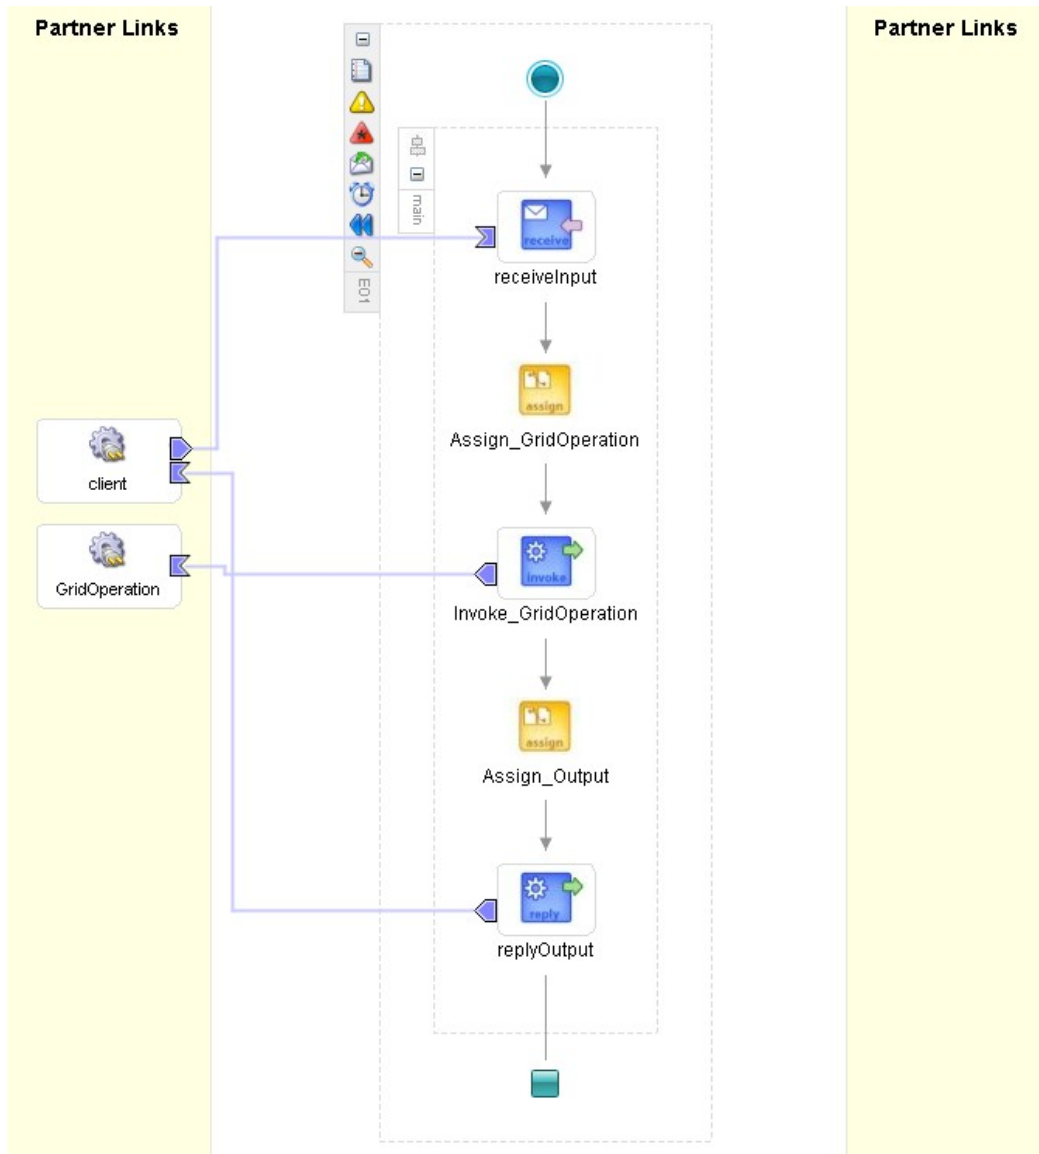 Partner Links
Partner Links
main
E01
receive
receiveInput
assign
Assign_GridOperation
client
GridOperation
invoke
Invoke_GridOperation
assign
Assign_Output
reply
replyOutput